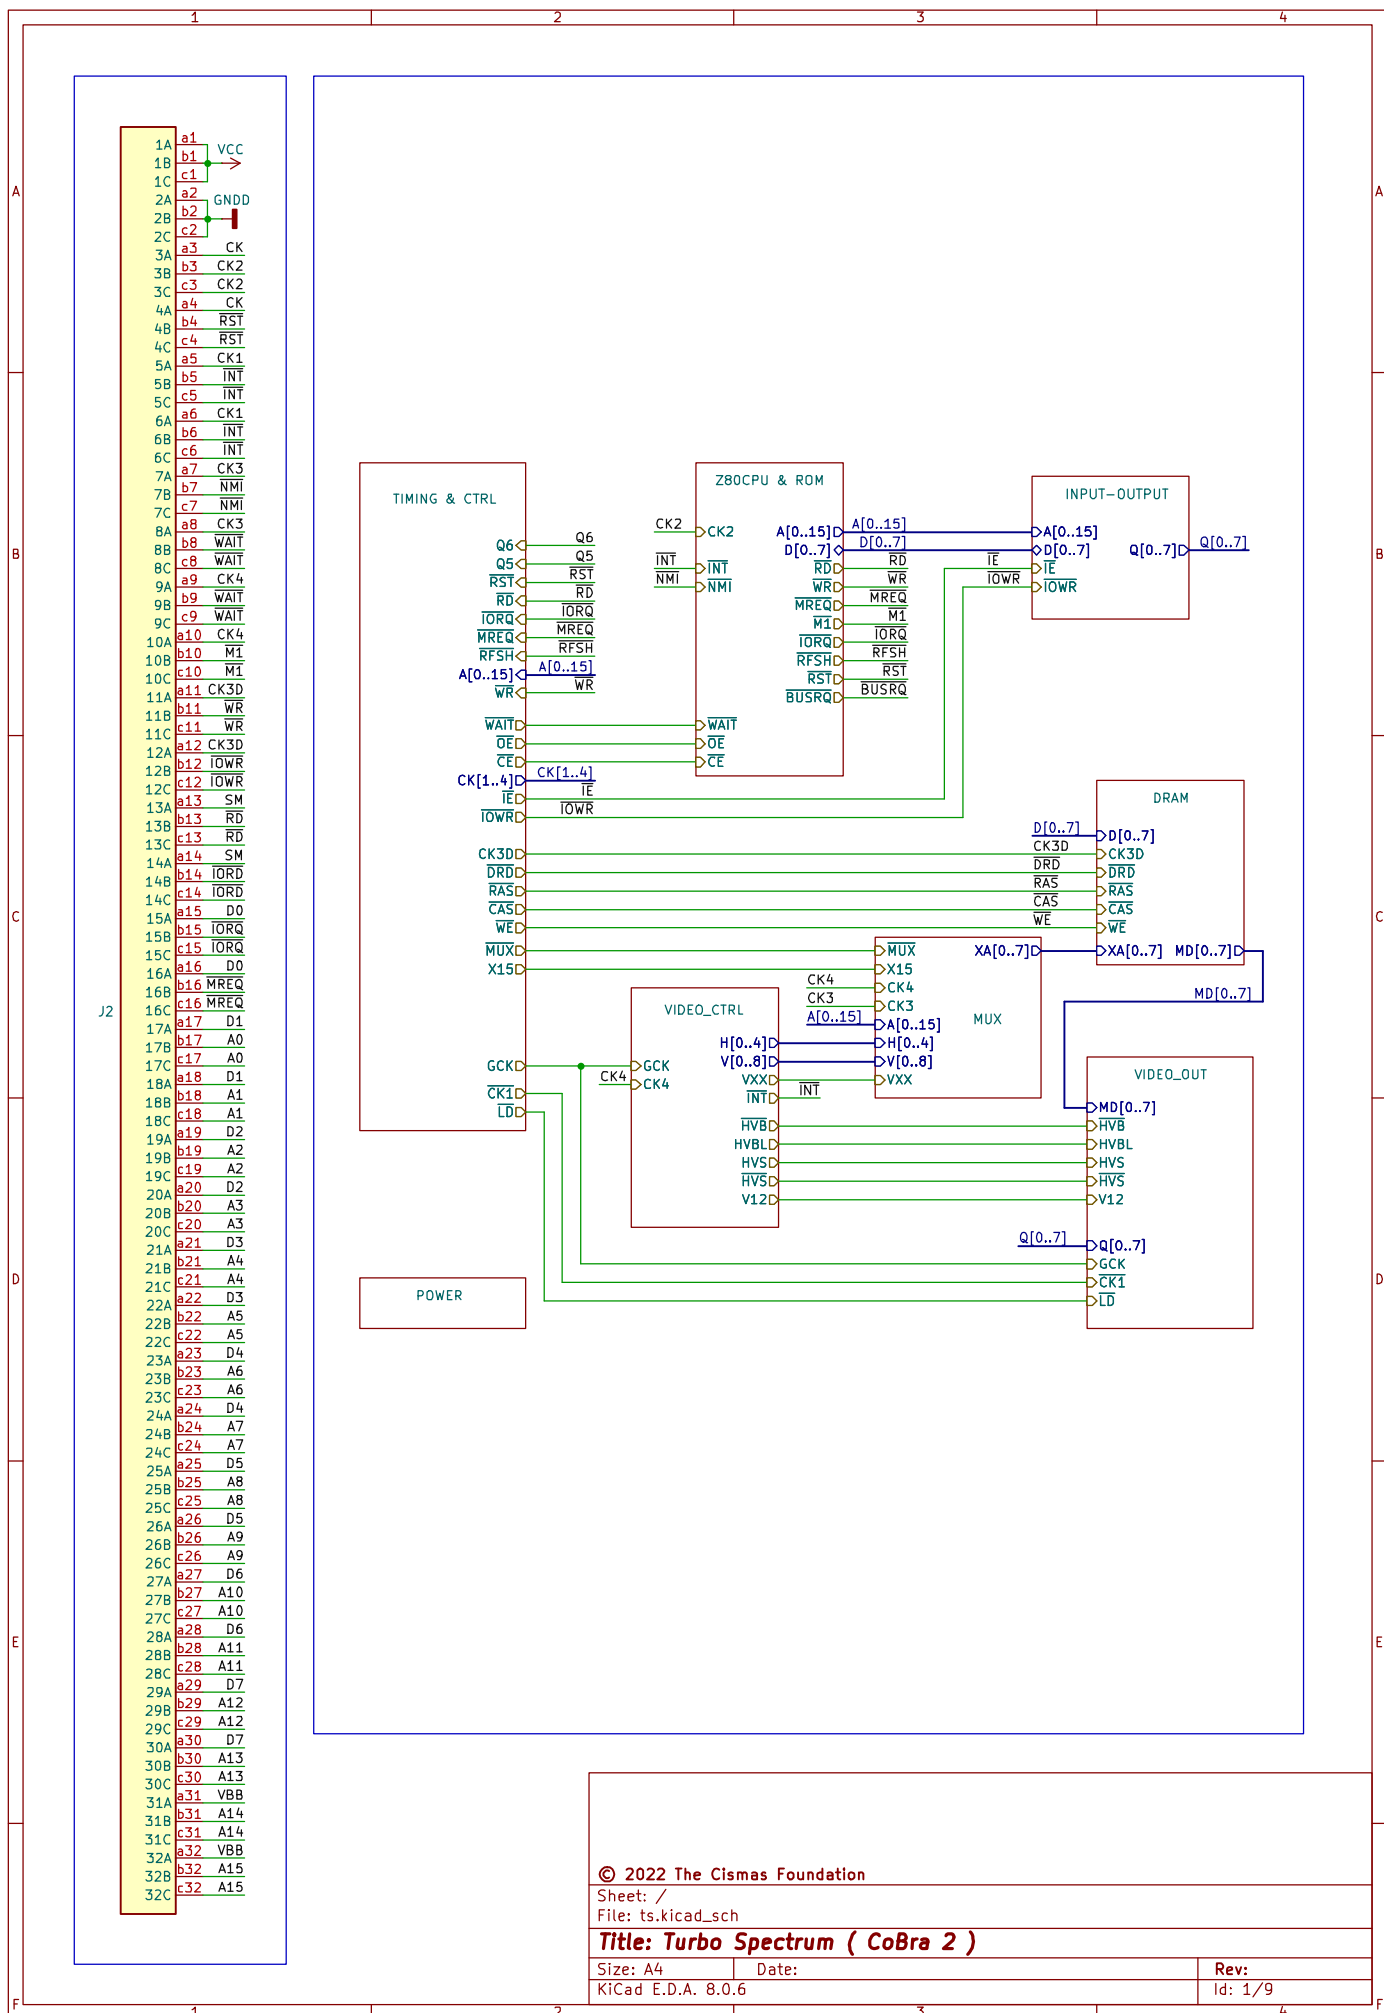 1 2 3 4
A A
B B
C C
D D
E E
F F
J2
1A a1
1B b1 VCC
1C c1
2A a2 GNDD
2B b2
2C c2
3A a3 CK
3B b3 CK2
3C c3 CK2
4A a4 CK
4B b4 RST
4C c4 RST
5A a5 CK1
5B b5 INT
5C c5 INT
6A a6 CK1
6B b6 INT
6C c6 INT
7A a7 CK3
7B b7 NMI
7C c7 NMI
8A a8 CK3
8B b8 WAIT
8C c8 WAIT
9A a9 CK4
9B b9 WAIT
9C c9 WAIT
10A a10 CK4
10B b10 M1
10C c10 M1
11A a11 CK3D
11B b11 WR
11C c11 WR
12A a12 CK3D
12B b12 IOWR
12C c12 IOWR
13A a13 SM
13B b13 RD
13C c13 RD
14A a14 SM
14B b14 IORD
14C c14 IORD
15A a15 D0
15B b15 IORQ
15C c15 IORQ
16A a16 D0
16B b16 MREQ
16C c16 MREQ
17A a17 D1
17B b17 A0
17C c17 A0
18A a18 D1
18B b18 A1
18C c18 A1
19A a19 D2
19B b19 A2
19C c19 A2
20A a20 D2
20B b20 A3
20C c20 A3
21A a21 D3
21B b21 A4
21C c21 A4
22A a22 D3
22B b22 A5
22C c22 A5
23A a23 D4
23B b23 A6
23C c23 A6
24A a24 D4
24B b24 A7
24C c24 A7
25A a25 D5
25B b25 A8
25C c25 A8
26A a26 D5
26B b26 A9
26C c26 A9
27A a27 D6
27B b27 A10
27C c27 A10
28A a28 D6
28B b28 A11
28C c28 A11
29A a29 D7
29B b29 A12
29C c29 A12
30A a30 D7
30B b30 A13
30C c30 A13
31A a31 VBB
31B b31 A14
31C c31 A14
32A a32 VBB
32B b32 A15
32C c32 A15
TIMING & CTRL
Q6 Q6
Q5 Q5
RST RST
RD RD
IORQ IORQ
MREQ MREQ
RFSH RFSH
A[0..15] A[0..15]
WR WR
WAIT
OE
CE
CK[1..4] CK[1..4]
IE IE
IOWR IOWR
CK3D
DRD
RAS
CAS
WE
MUX
X15
GCK
CK1
LD
Z80CPU & ROM
CK2 CK2
INT INT
NMI NMI
WAIT
OE
CE
A[0..15] A[0..15]
D[0..7] D[0..7]
RD RD
WR WR
MREQ MREQ
M1 M1
IORQ IORQ
RFSH RFSH
RST RST
BUSRQ BUSRQ
INPUT-OUTPUT
A[0..15]
D[0..7] Q[0..7] Q[0..7]
IE IE
IOWR IOWR
DRAM
D[0..7] D[0..7]
CK3D CK3D
DRD DRD
RAS RAS
CAS CAS
WE WE
XA[0..7] MD[0..7]
MD[0..7]
MUX
MUX XA[0..7]
X15
CK4 CK4
CK3 CK3
A[0..15] A[0..15]
H[0..4]
V[0..8]
VXX
VIDEO_CTRL
H[0..4]
V[0..8]
GCK
CK4 CK4
VXX
INT INT
HVB
HVBL
HVS
HVS
V12
VIDEO_OUT
MD[0..7]
HVB
HVBL
HVS
HVS
V12
Q[0..7] Q[0..7]
GCK
CK1
LD
POWER
© 2022 The Cismas Foundation
Sheet: /
File: ts.kicad_sch
Title: Turbo Spectrum ( CoBra 2 )
Size: A4 Date: Rev:
KiCad E.D.A. 8.0.6 Id: 1/9
1 2 3 4